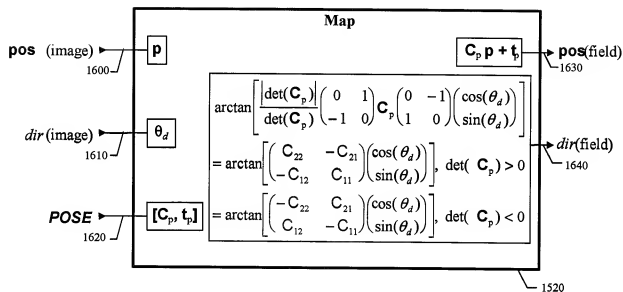 Map
pos (image) p C_p p + t_p pos(field)
1600 1630
arctan[ |det(C_p)| / det(C_p) ( 0 1 -1 0 ) C_p ( 0 -1 1 0 ) ( cos(θ_d) sin(θ_d) ) ]
dir(image) θ_d dir(field)
1610 1640
= arctan[ ( C_22 -C_21 -C_12 C_11 ) ( cos(θ_d) sin(θ_d) ) ], det( C_p) > 0
POSE [C_p, t_p]
1620
= arctan[ ( -C_22 C_21 C_12 -C_11 ) ( cos(θ_d) sin(θ_d) ) ], det( C_p) < 0
1520